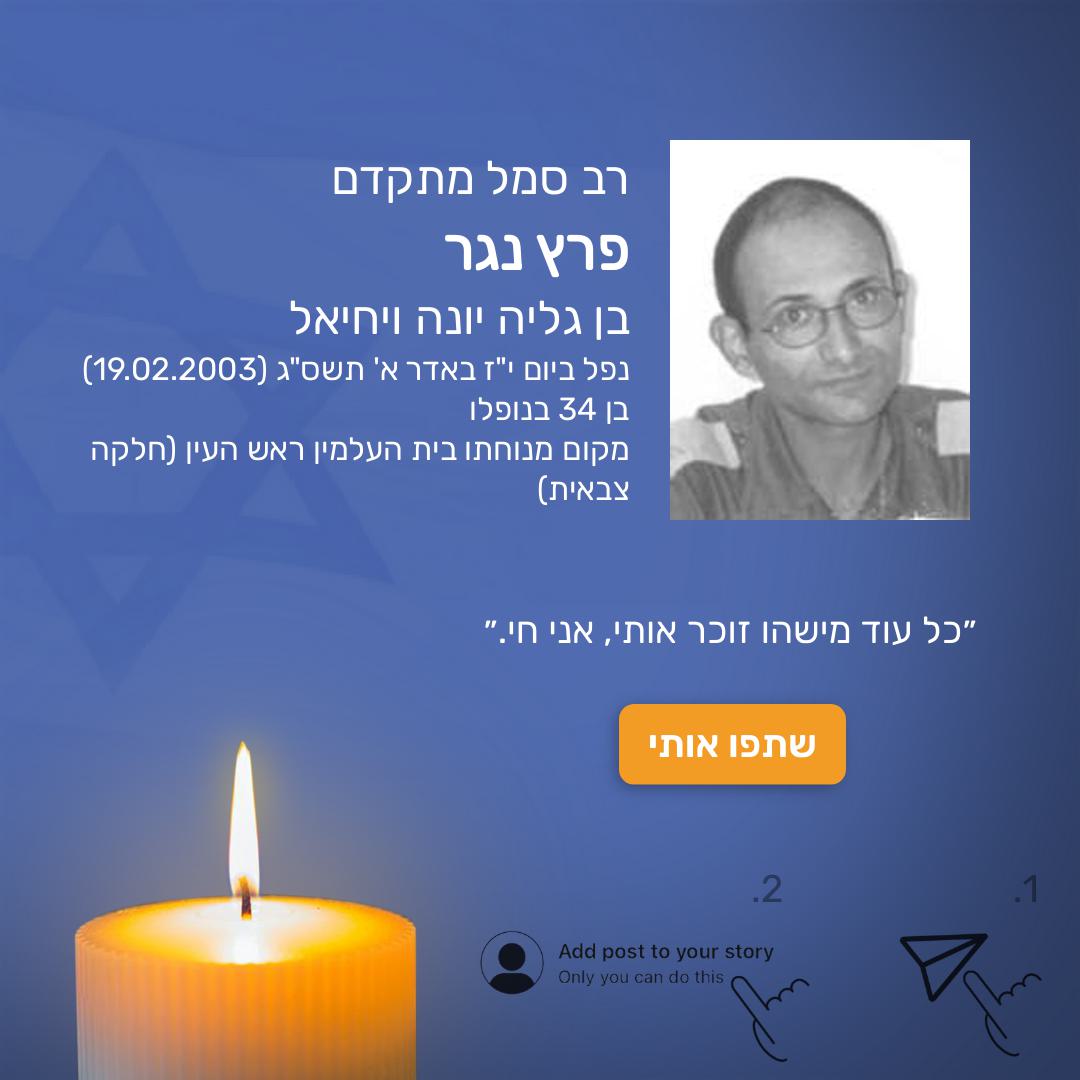 רב סמל מתקדם
פרץ נגר
בן גליה יונה ויחיאל
נפל ביום י"ז באדר א' תשס"ג (19.02.2003)
בן 34 בנופלו
מקום מנוחתו בית העלמין ראש העין (חלקה
צבאית)
״כל עוד מישהו זוכר אותי, אני חי.״
שתפו אותי
.1
.2
Add post to your story
Only you can do this